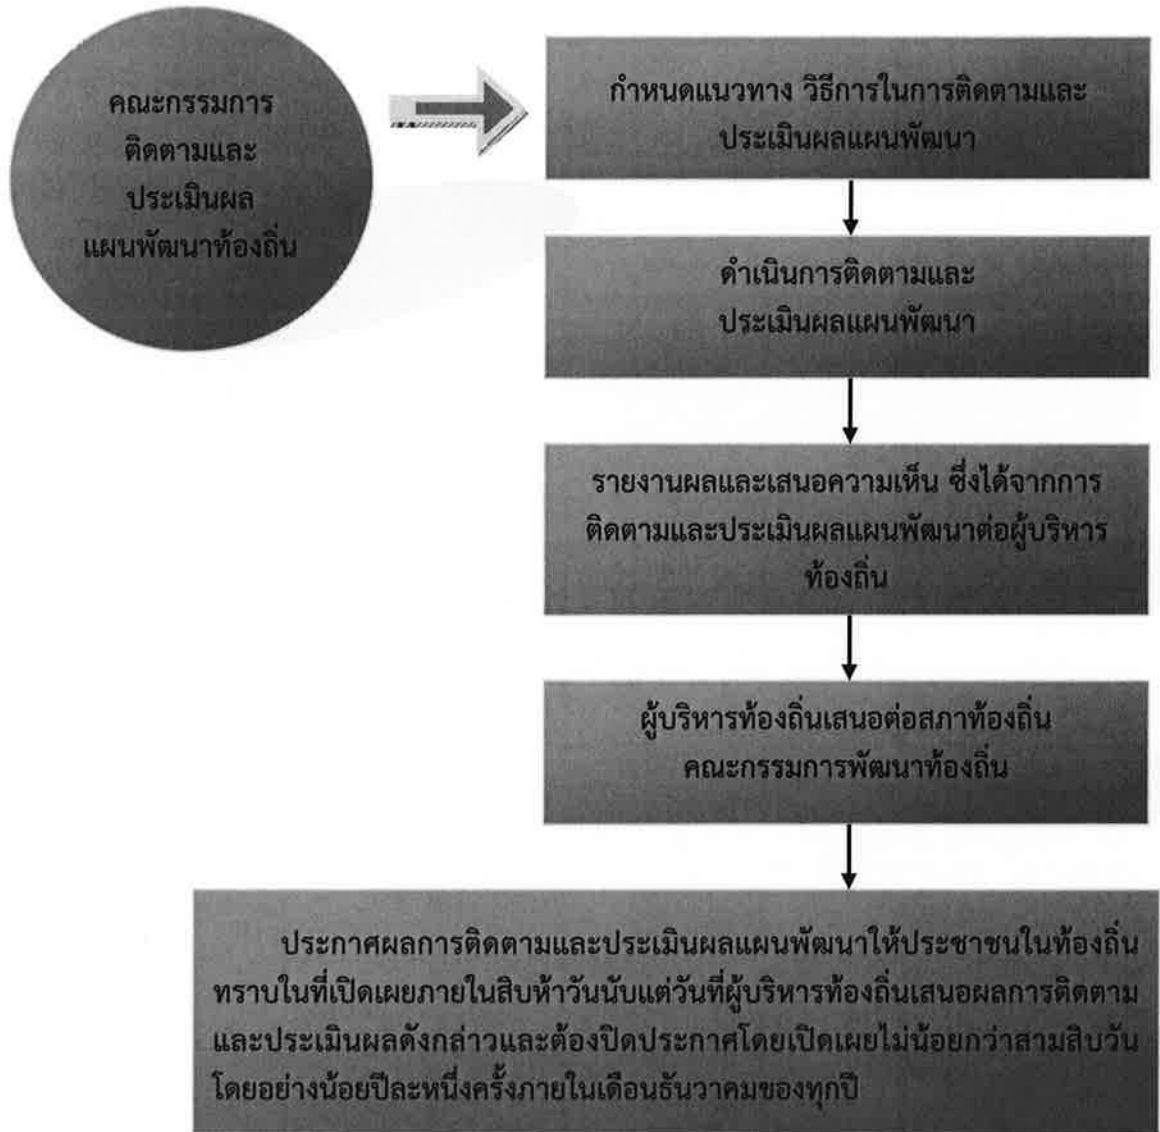 คณะกรรมการ
ติดตามและ
ประเมินผล
แผนพัฒนาท้องถิ่น
กำหนดแนวทาง วิธีการในการติดตามและ
ประเมินผลแผนพัฒนา
ดำเนินการติดตามและ
ประเมินผลแผนพัฒนา
รายงานผลและเสนอความเห็น ซึ่งได้จากการ
ติดตามและประเมินผลแผนพัฒนาต่อผู้บริหาร
ท้องถิ่น
ผู้บริหารท้องถิ่นเสนอต่อสภาท้องถิ่น
คณะกรรมการพัฒนาท้องถิ่น
ประกาศผลการติดตามและประเมินผลแผนพัฒนาให้ประชาชนในท้องถิ่น
ทราบในที่เปิดเผยภายในสิบห้าวันนับแต่วันที่ผู้บริหารท้องถิ่นเสนอผลการติดตาม
และประเมินผลดังกล่าวและต้องปิดประกาศโดยเปิดเผยไม่น้อยกว่าสามสิบวัน
โดยอย่างน้อยปีละหนึ่งครั้งภายในเดือนธันวาคมของทุกปี